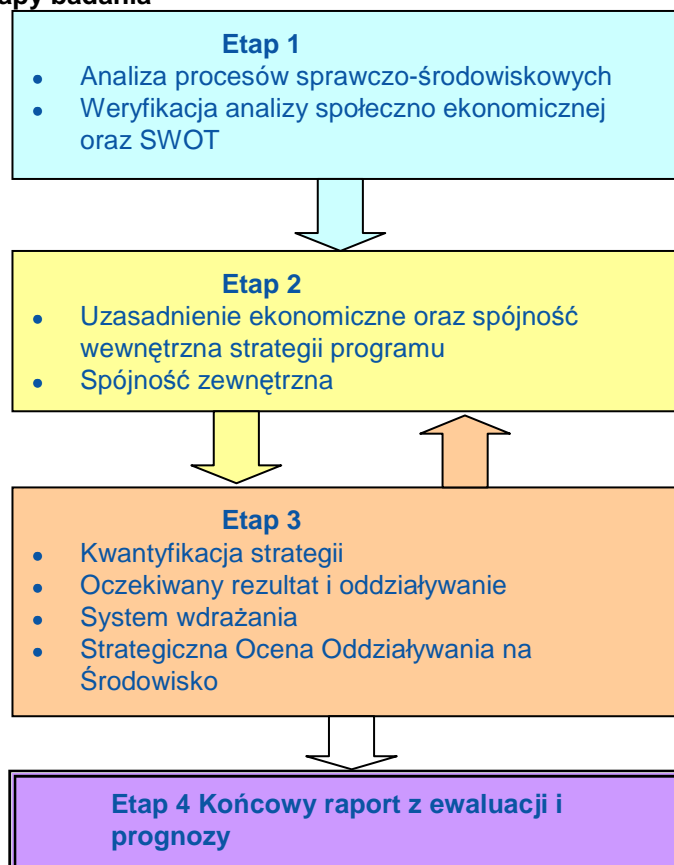 apy badania
Etap 1
• Analiza procesów sprawczo-środowiskowych
• Weryfikacja analizy społeczno ekonomicznej
oraz SWOT
Etap 2
• Uzasadnienie ekonomiczne oraz spójność
wewnętrzna strategii programu
• Spójność zewnętrzna
Etap 3
• Kwantyfikacja strategii
• Oczekiwany rezultat i oddziaływanie
• System wdrażania
• Strategiczna Ocena Oddziaływania na
Środowisko
Etap 4 Końcowy raport z ewaluacji i
prognozy